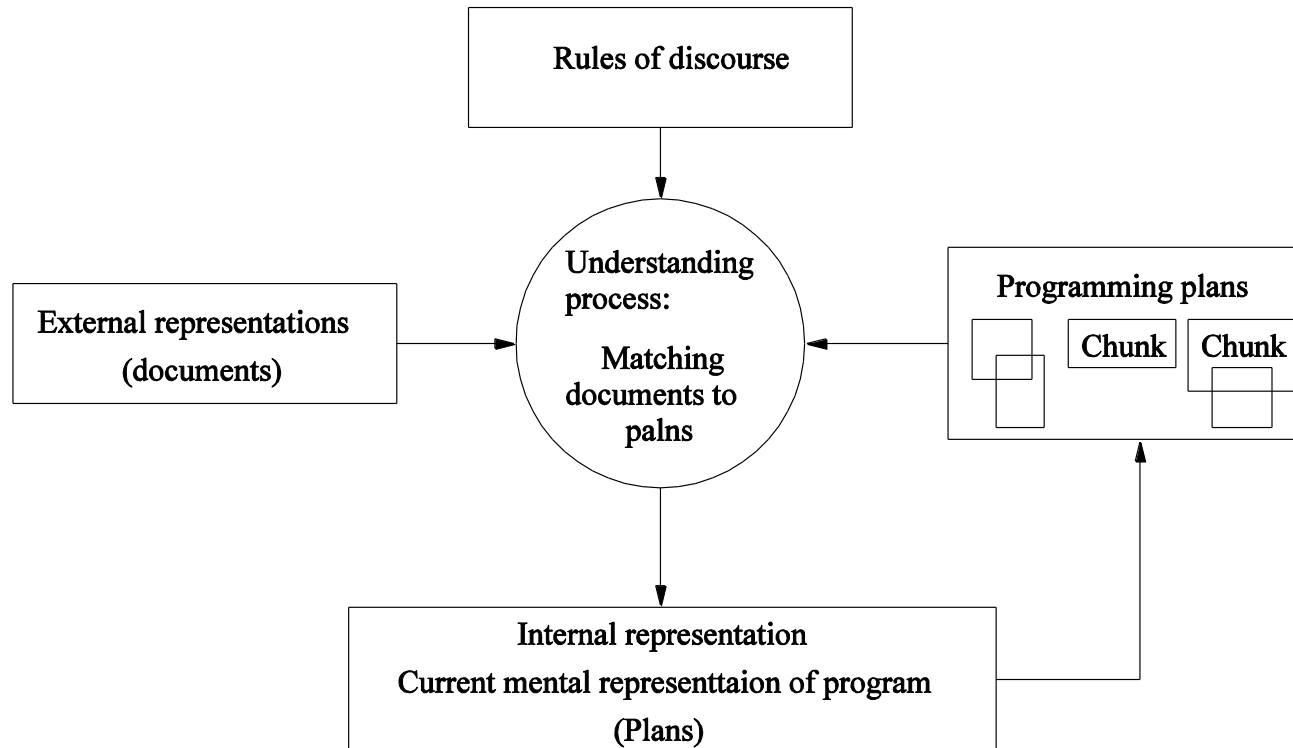 Rules of discourse
Understanding
process:
Matching
documents to
palns
External representations
(documents)
Programming plans
Chunk
Chunk
Internal representation
Current mental representtaion of program
(Plans)